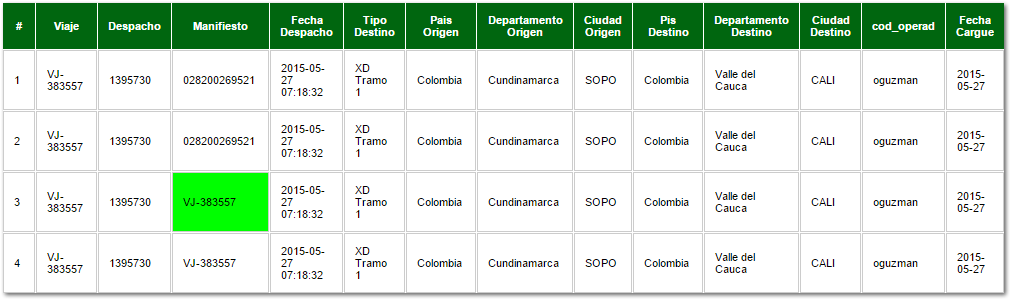 # Viaje Despacho Manifiesto Fecha Despacho Tipo Destino Pais Origen Departamento Origen Ciudad Origen Pis Destino Departamento Destino Ciudad Destino cod_operad Fecha Cargue
1 VJ-383557 1395730 028200269521 2015-05-27 07:18:32 XD Tramo 1 Colombia Cundinamarca SOPO Colombia Valle del Cauca CALI oguzman 2015-05-27
2 VJ-383557 1395730 028200269521 2015-05-27 07:18:32 XD Tramo 1 Colombia Cundinamarca SOPO Colombia Valle del Cauca CALI oguzman 2015-05-27
3 VJ-383557 1395730 VJ-383557 2015-05-27 07:18:32 XD Tramo 1 Colombia Cundinamarca SOPO Colombia Valle del Cauca CALI oguzman 2015-05-27
4 VJ-383557 1395730 VJ-383557 2015-05-27 07:18:32 XD Tramo 1 Colombia Cundinamarca SOPO Colombia Valle del Cauca CALI oguzman 2015-05-27